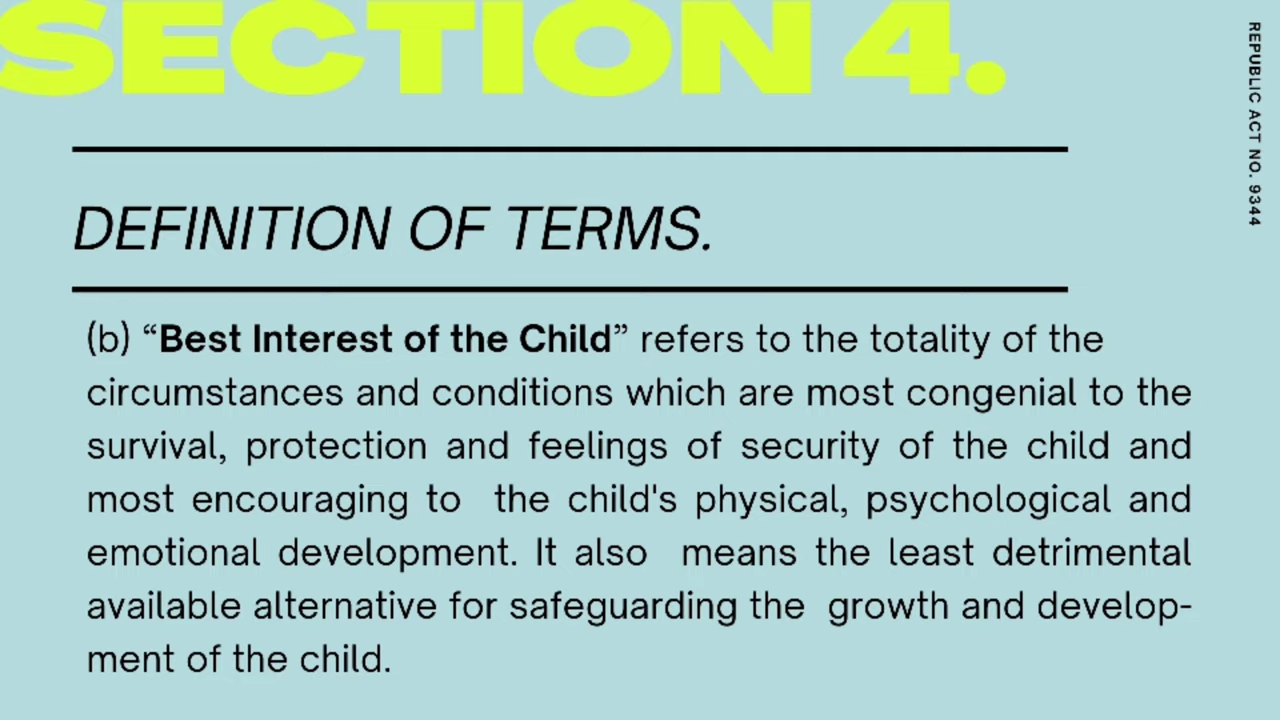 SECTION 4.
REPUBLIC ACT NO. 9344
DEFINITION OF TERMS.
(b) “Best Interest of the Child” refers to the totality of the
circumstances and conditions which are most congenial to the
survival, protection and feelings of security of the child and
most encouraging to the child's physical, psychological and
emotional development. It also means the least detrimental
available alternative for safeguarding the growth and develop-
ment of the child.